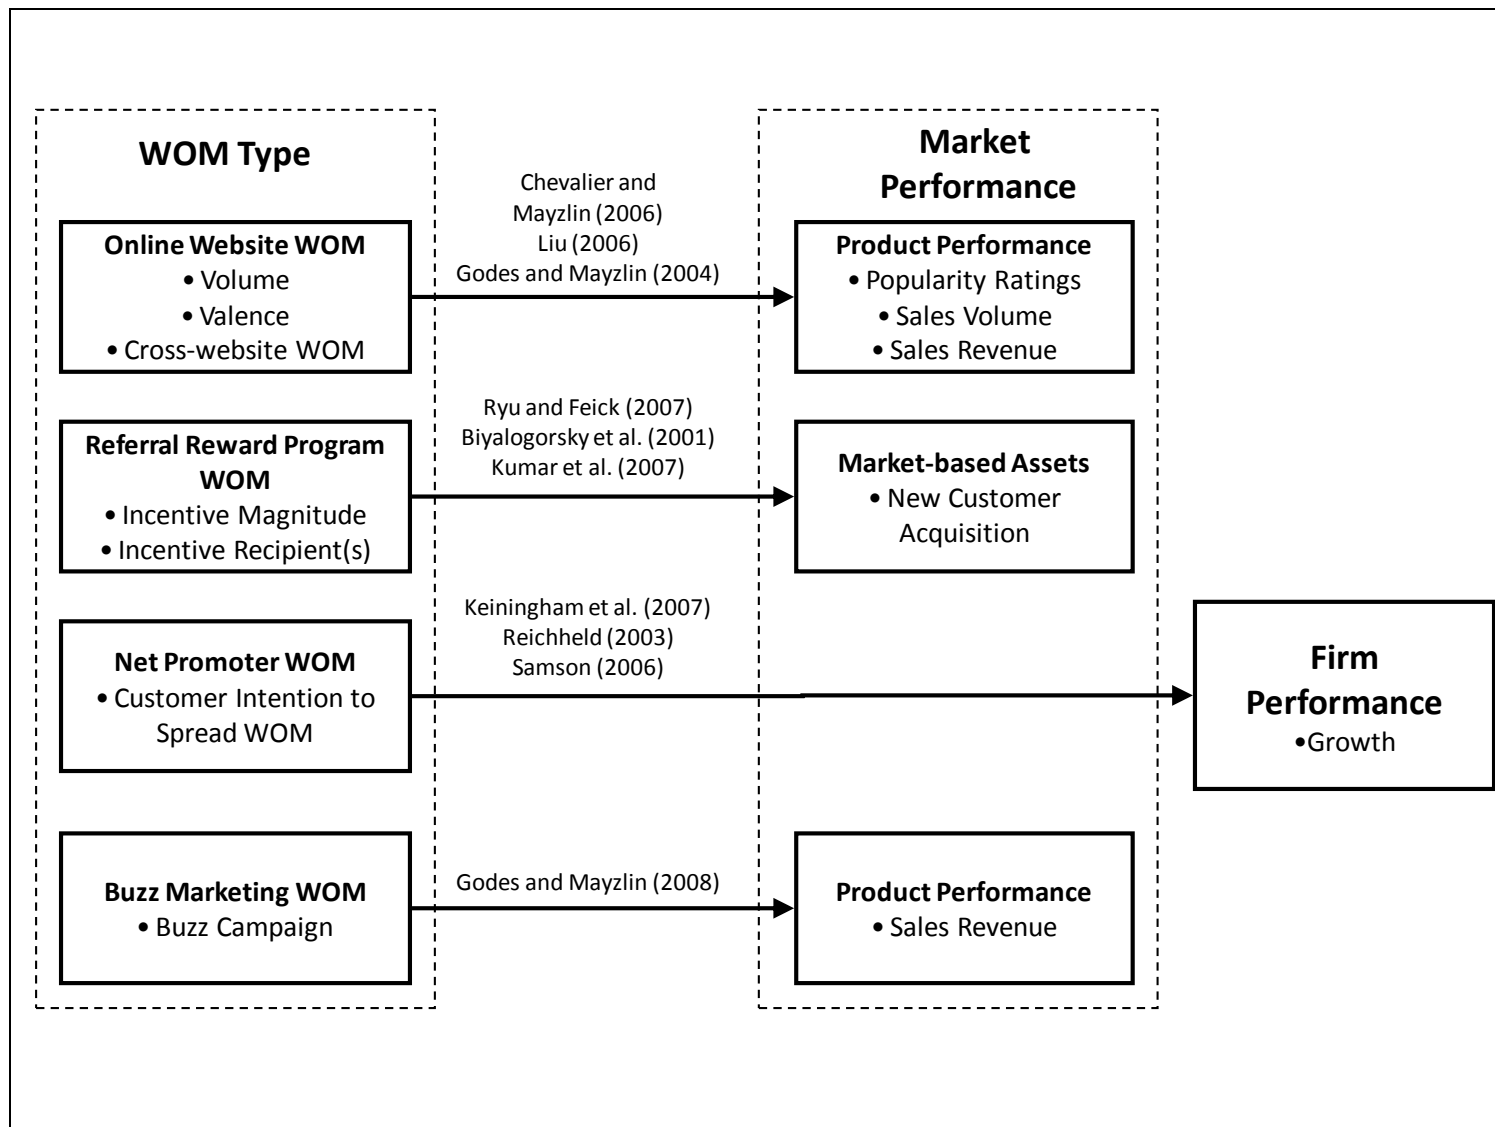 WOM Type
Online Website WOM
• Volume
• Valence
• Cross-website WOM
Chevalier and
Mayzlin (2006)
Liu (2006)
Godes and Mayzlin (2004)
Market
Performance
Product Performance
• Popularity Ratings
• Sales Volume
• Sales Revenue
Referral Reward Program
WOM
• Incentive Magnitude
• Incentive Recipient(s)
Ryu and Feick (2007)
Biyalogorsky et al. (2001)
Kumar et al. (2007)
Market-based Assets
• New Customer
Acquisition
Net Promoter WOM
• Customer Intention to
Spread WOM
Keiningham et al. (2007)
Reichheld (2003)
Samson (2006)
Firm
Performance
•Growth
Buzz Marketing WOM
• Buzz Campaign
Godes and Mayzlin (2008)
Product Performance
• Sales Revenue